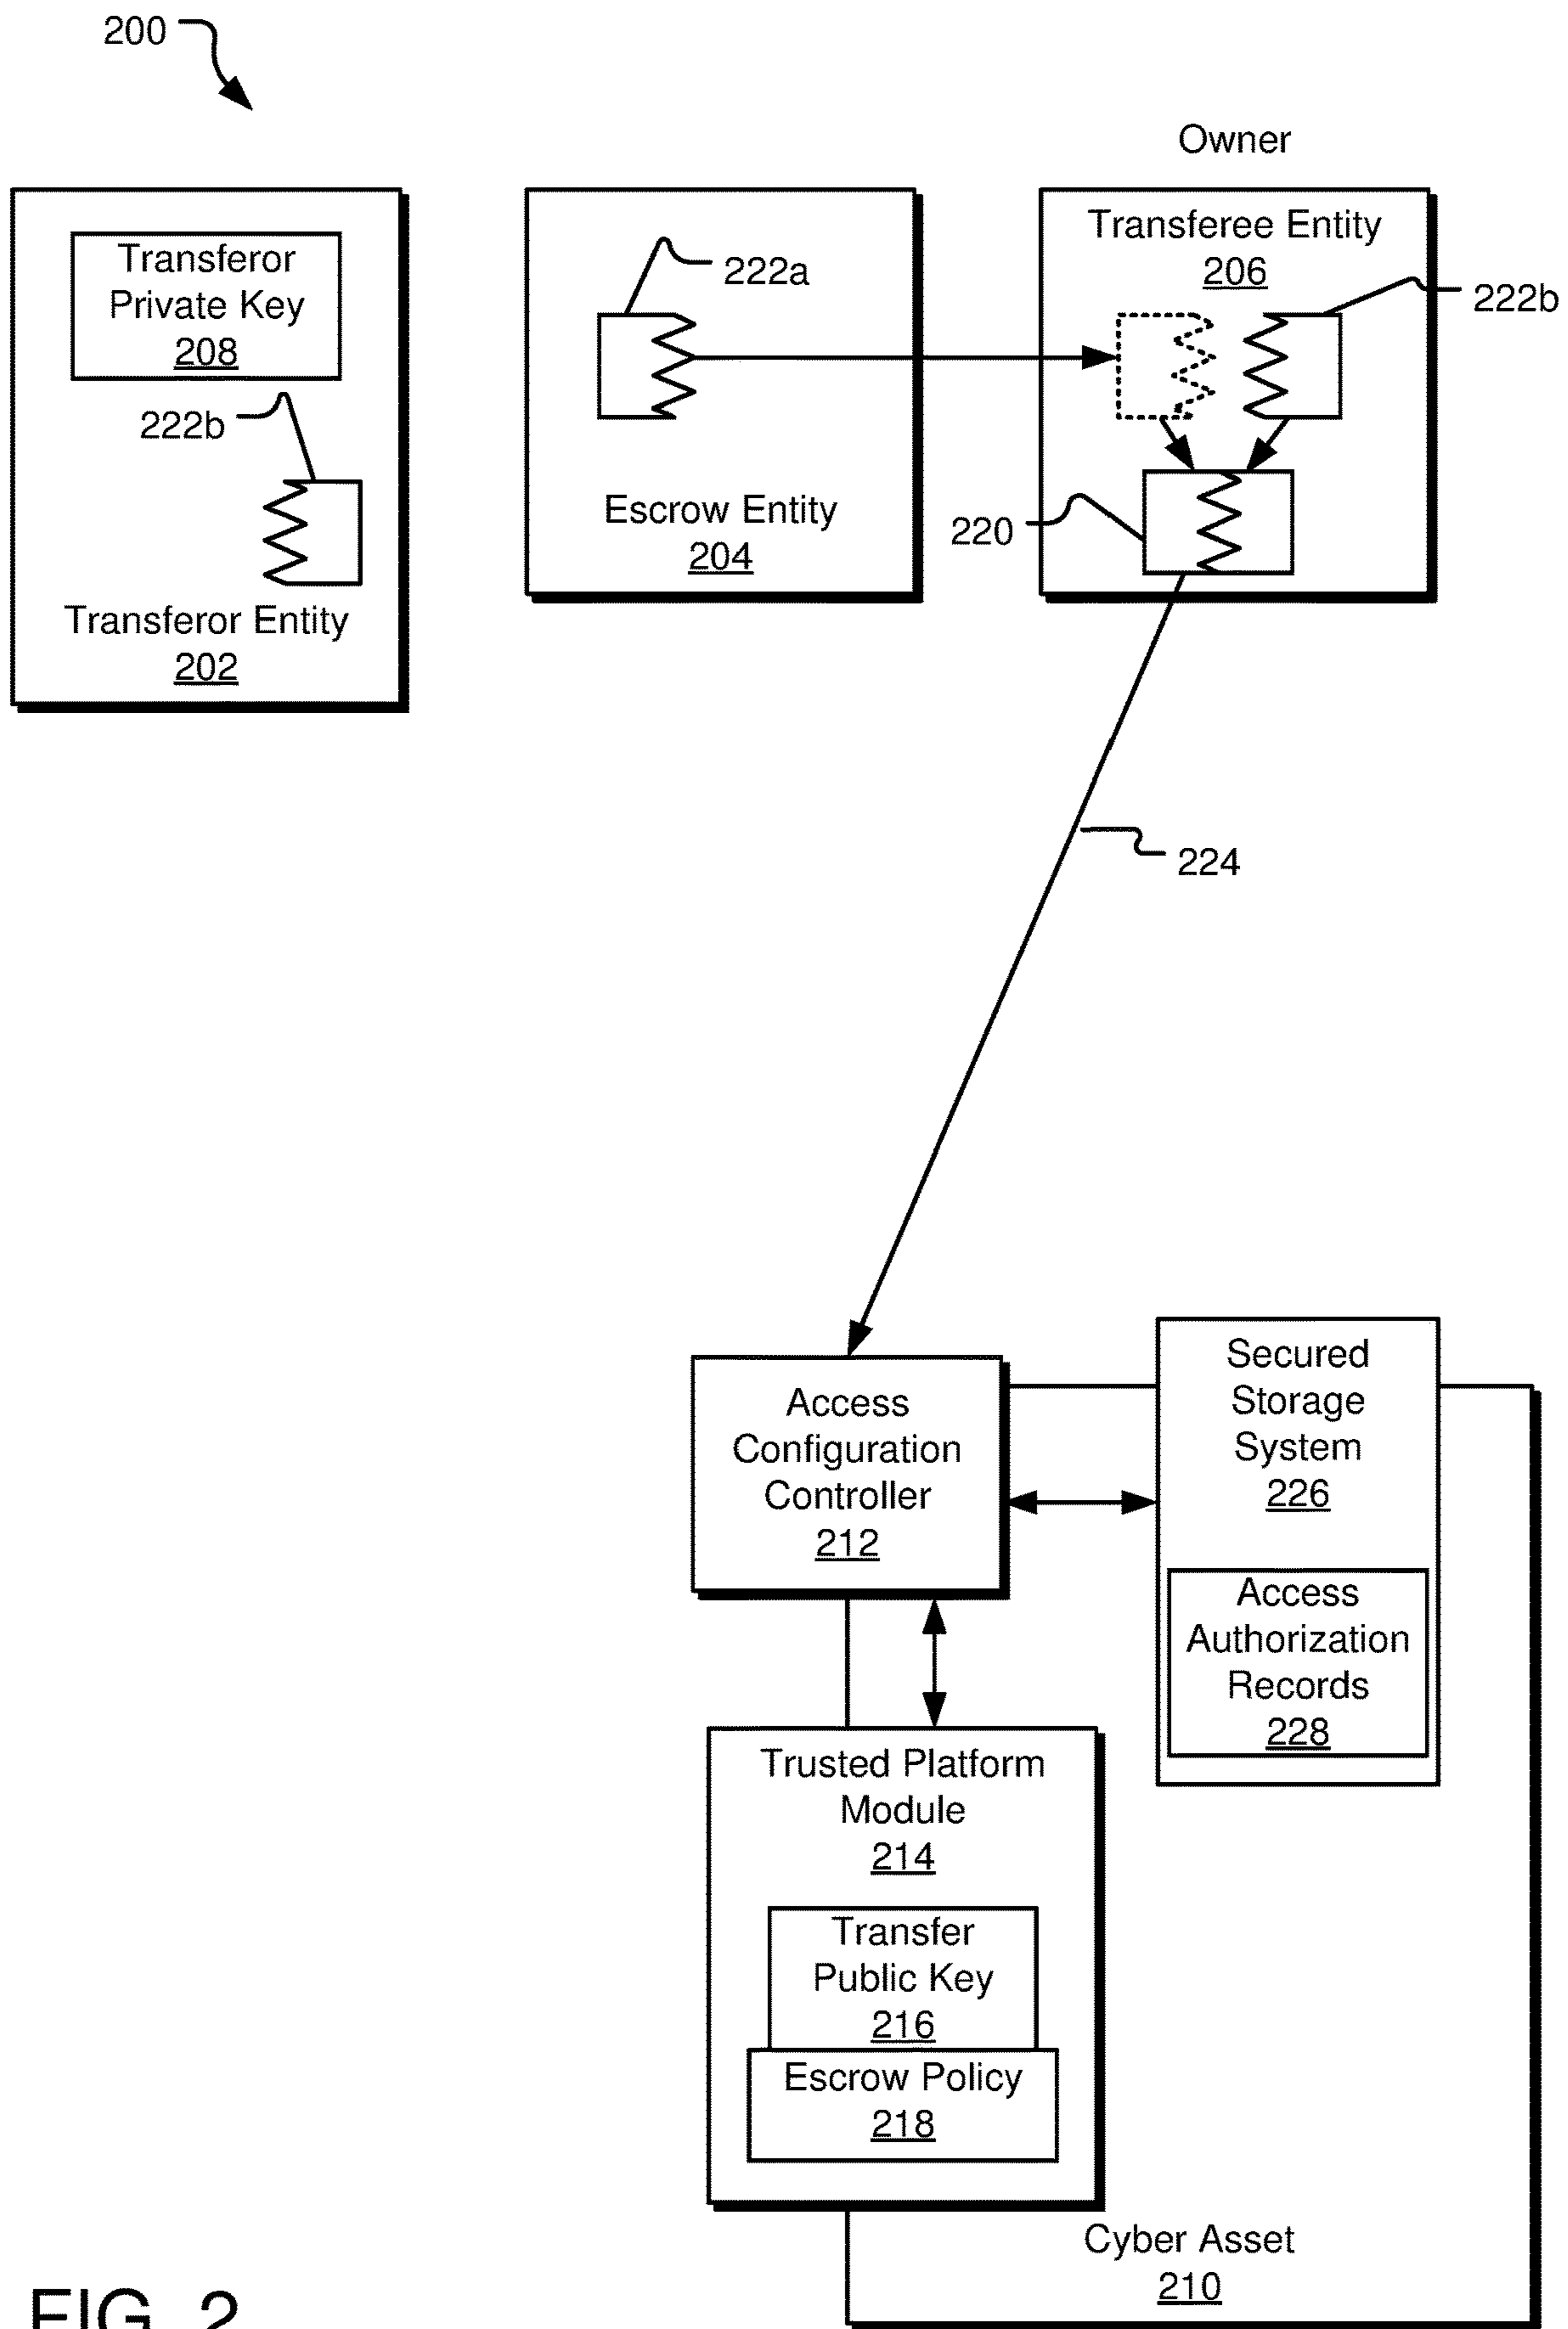 200
Owner
Transferor
Private Key
208
222b
Transferor Entity
202
222a
Escrow Entity
204
Transferee Entity
206
222b
220
224
Access
Configuration
Controller
212
Secured
Storage
System
226
Access
Authorization
Records
228
Trusted Platform
Module
214
Transfer
Public Key
216
Escrow Policy
218
Cyber Asset
210
FIG. 2